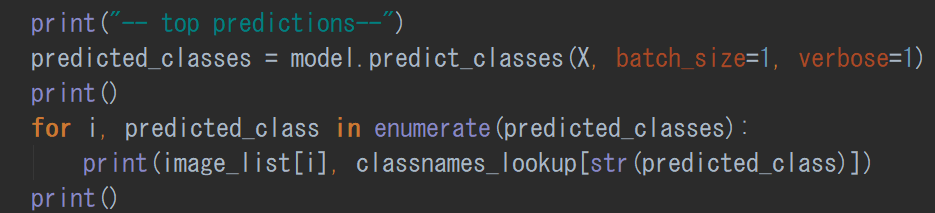 print("-- top predictions--")
predicted_classes = model.predict_classes(X, batch_size=1, verbose=1)
print()
for i, predicted_class in enumerate(predicted_classes):
    print(image_list[i], classnames_lookup[str(predicted_class)])
print()